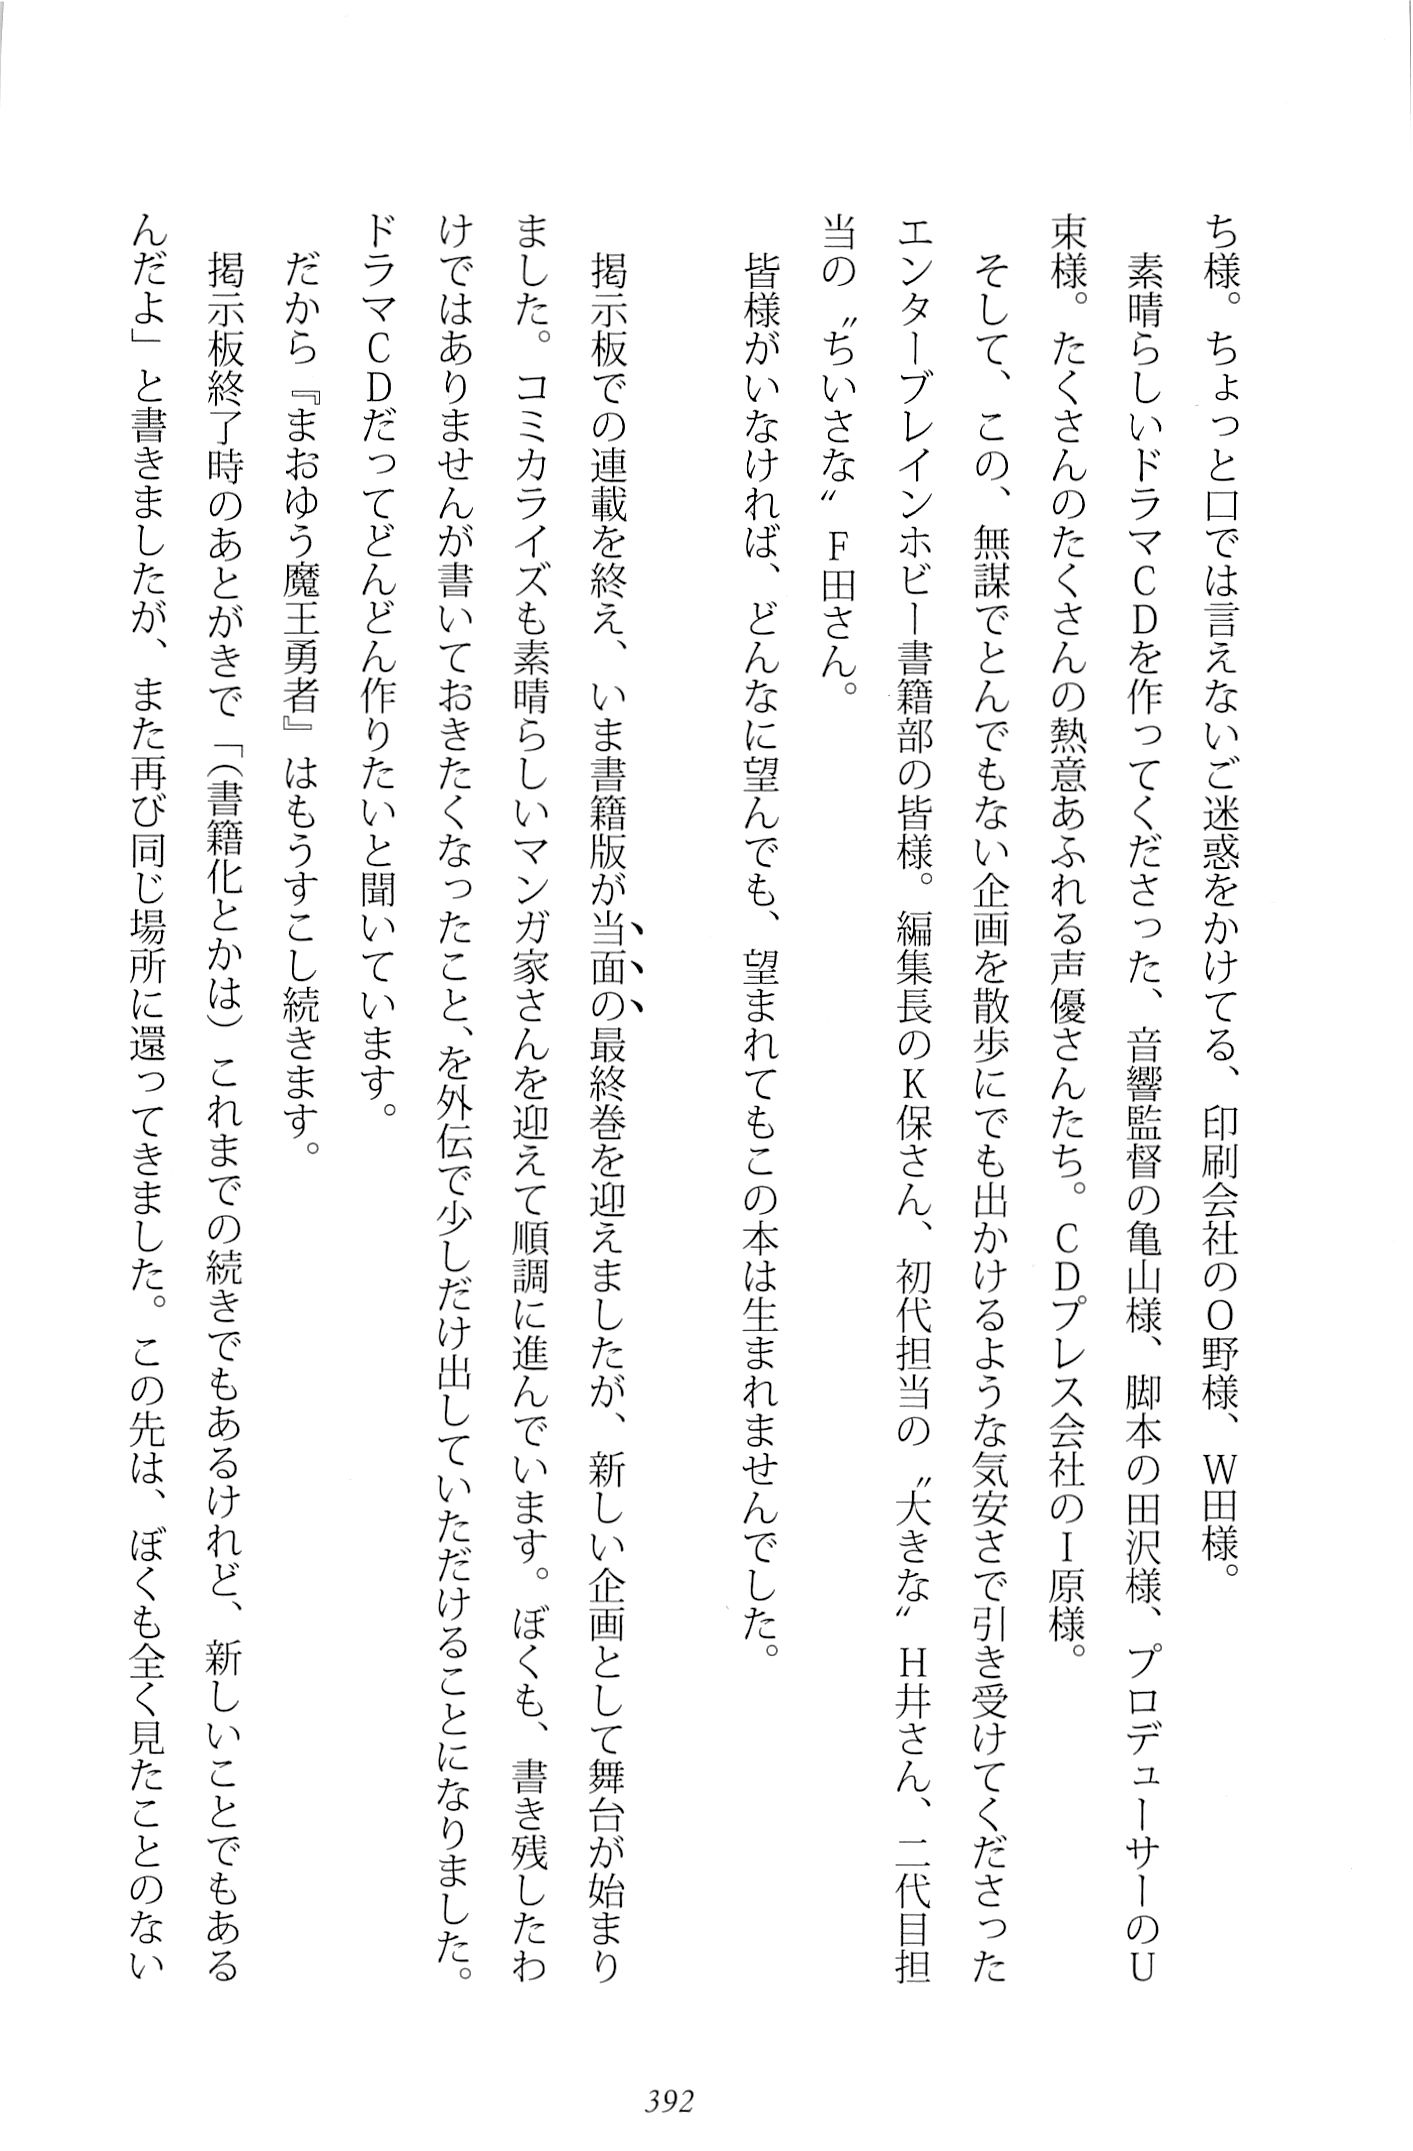 ち様。ちょっと口では言えないご迷惑をかけてる、印刷会社のO野様、W田様。
　素晴らしいドラマCDを作ってくださった、音響監督の亀山様、脚本の田沢様、プロデューサーのU
束様。たくさんのたくさんの熱意あふれる声優さんたち。CDプレス会社のI原様。
　そして、この、無謀でとんでもない企画を散歩にでも出かけるような気安さで引き受けてくださった
エンターブレインホビー書籍部の皆様。編集長のK保さん、初代担当の〝大きな〟H井さん、二代目担
当の〝ちいさな〟F田さん。
　皆様がいなければ、どんなに望んでも、望まれてもこの本は生まれませんでした。
　掲示板での連載を終え、いま書籍版が当面の最終巻を迎えましたが、新しい企画として舞台が始まり
ました。コミカライズも素晴らしいマンガ家さんを迎えて順調に進んでいます。ぼくも、書き残したわ
けではありませんが書いておきたくなったこと、を外伝で少しだけ出していただけることになりました。
ドラマCDだってどんどん作りたいと聞いています。
　だから『まおゆう魔王勇者』はもうすこし続きます。
　掲示板終了時のあとがきで「（書籍化とかは）これまでの続きでもあるけれど、新しいことでもある
んだよ」と書きましたが、また再び同じ場所に還ってきました。この先は、ぼくも全く見たことのない
392